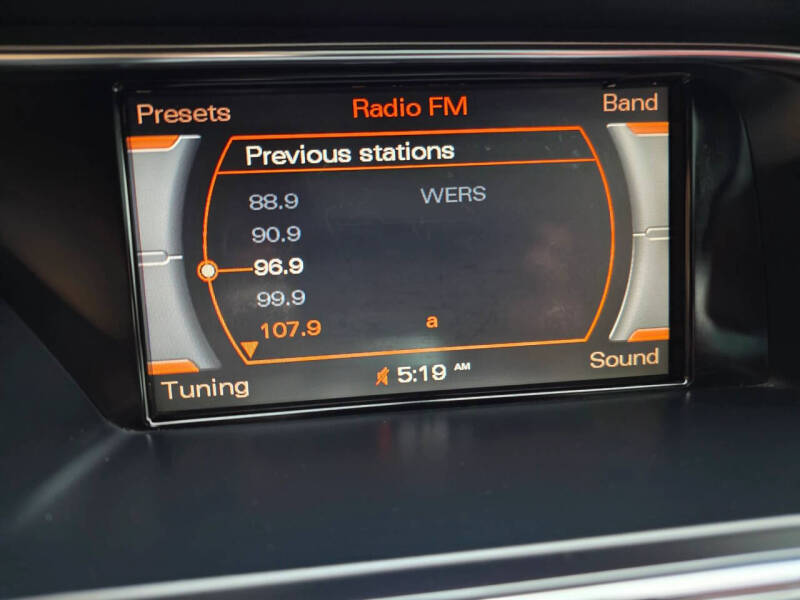 Presets Radio FM Band
Previous stations
88.9 WERS
90.9
96.9
99.9
107.9 a
Tuning 5:19 AM Sound